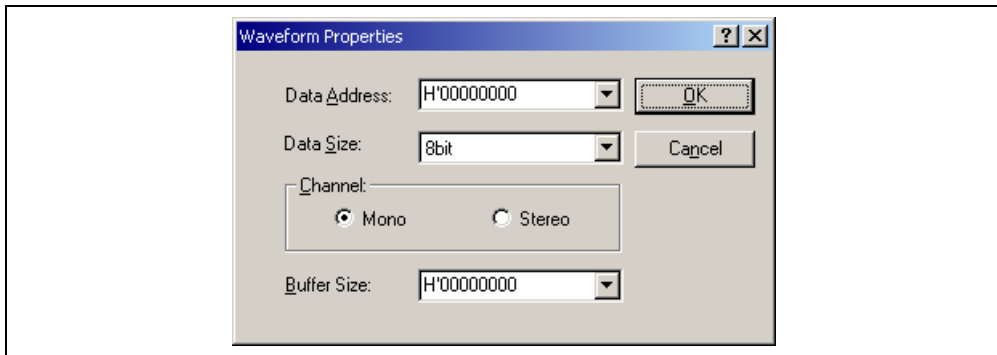 Waveform Properties
Data Address: H'00000000 OK
Data Size: 8bit Cancel
Channel:
Mono Stereo
Buffer Size: H'00000000